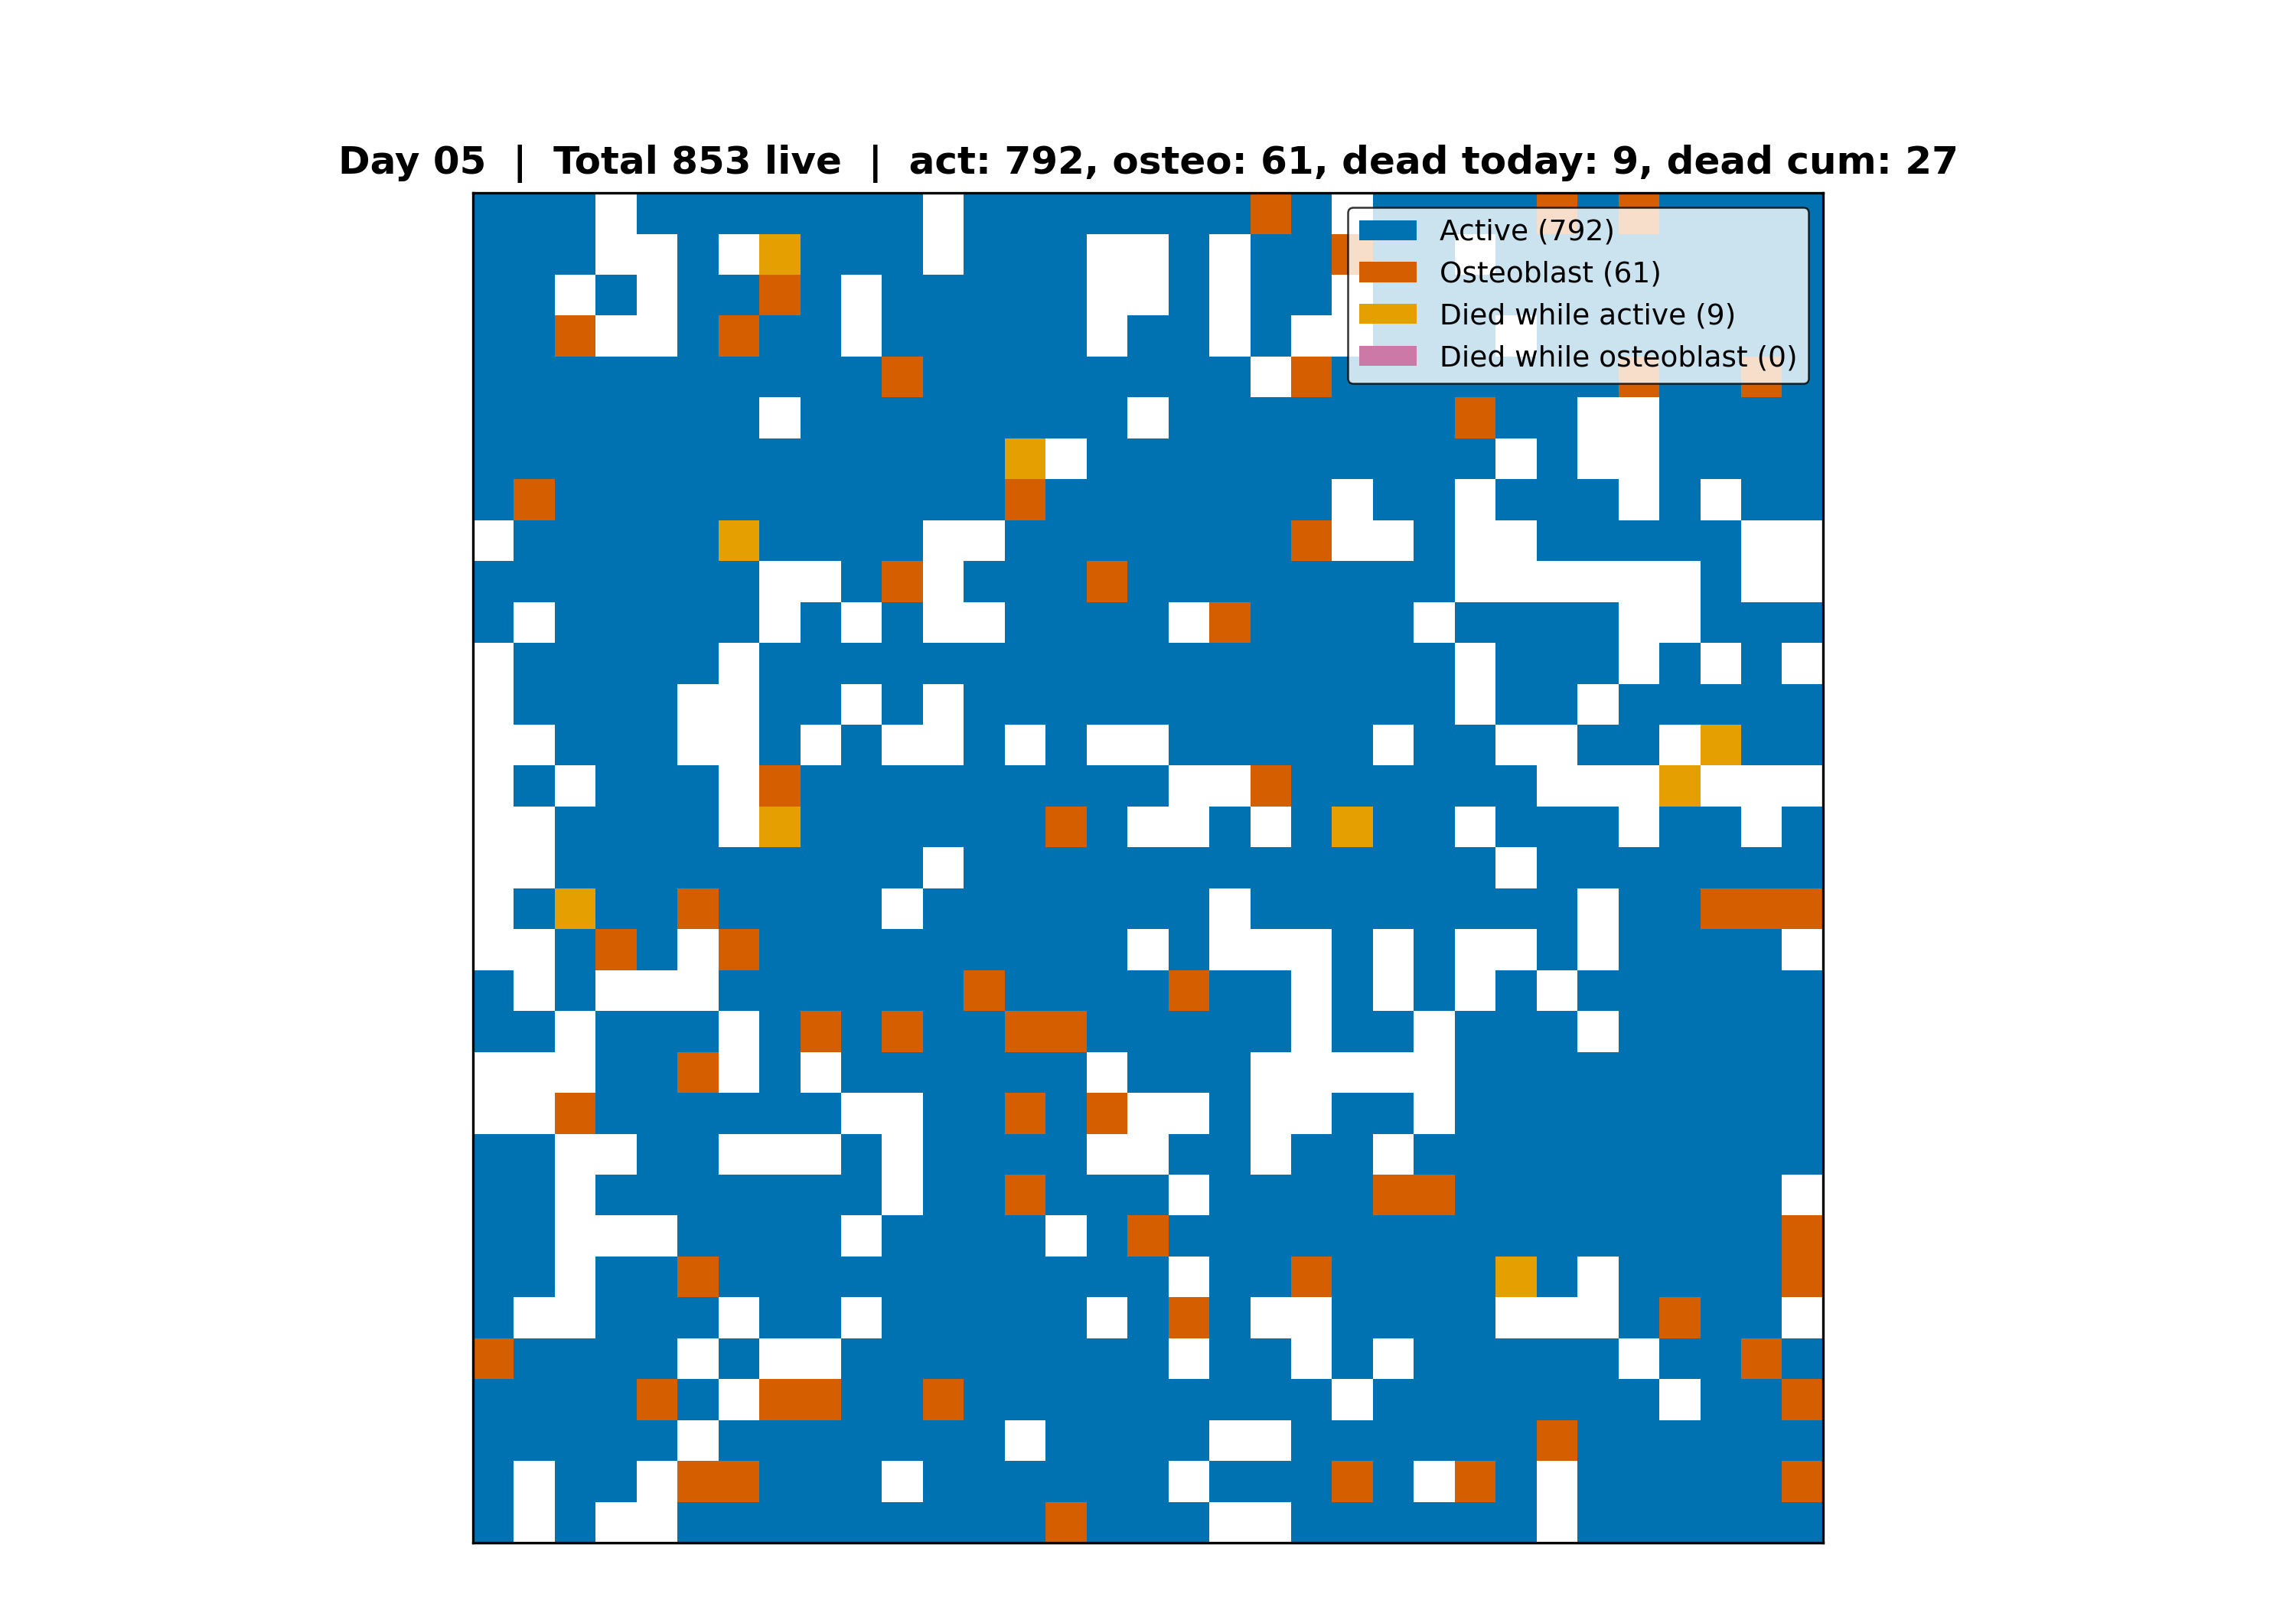 Day 05 | Total 853 live | act: 792, osteo: 61, dead today: 9, dead cum: 27
Active (792)
Osteoblast (61)
Died while active (9)
Died while osteoblast (0)